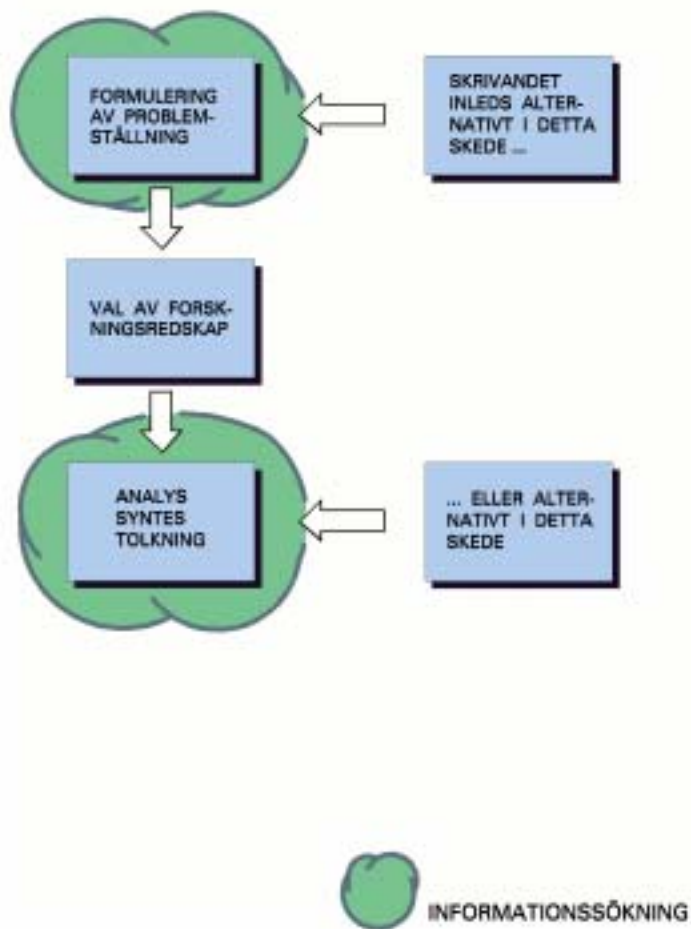 FORMULERING
AV PROBLEM-
STÄLLNING
SKRIVANDET
INLEDS ALTER-
NATIVT I DETTA
SKEDE ...
VAL AV FORSK-
NINGSREDSKAP
ANALYS
SYNTES
TOLKNING
... ELLER ALTER-
NATIVT I DETTA
SKEDE
INFORMATIONSSÖKNING